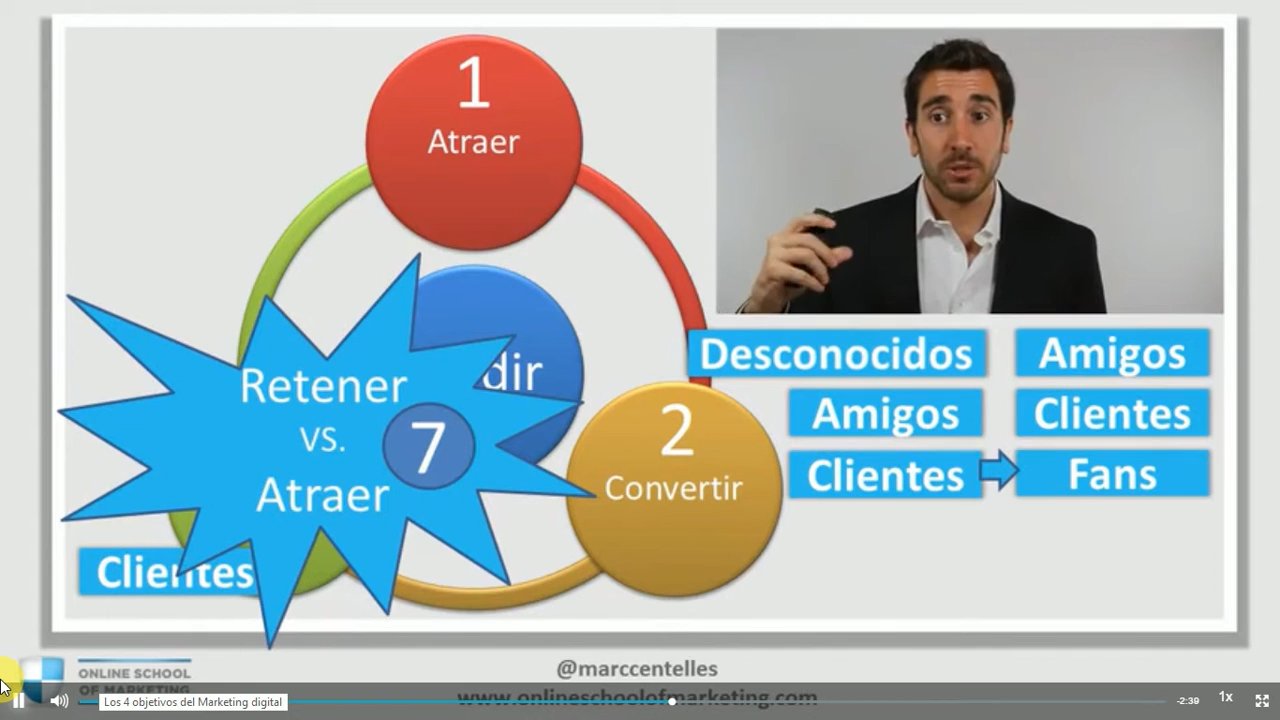 1
Atraer
dir
Retener
vs.
7
Atraer
2
Convertir
Clientes
Desconocidos
Amigos
Amigos
Clientes
Clientes
Fans
@marccentelles
www.onlineschoolofmarketing.com
ONLINE SCHOOL
OF MARKETING
Los 4 objetivos del Marketing digital
-2:39
1x